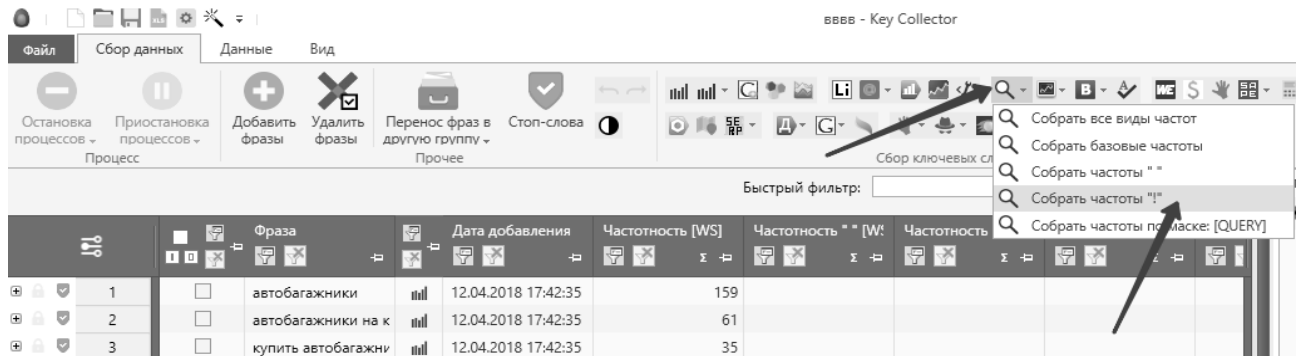 вввв - Key Collector
Файл Сбор данных Данные Вид
Остановка процессов
Приостановка процессов
Добавить фразы
Удалить фразы
Перенос фраз в другую группу
Стоп-слова
Процесс
Прочее
Сбор ключевых сл
Собрать все виды частот
Собрать базовые частоты
Собрать частоты " "
Собрать частоты "!"
Собрать частоты по маске: [QUERY]
Быстрый фильтр:
Фраза Дата добавления Частотность [WS] Частотность " " [W Частотность
1 автобагажники 12.04.2018 17:42:35 159
2 автобагажники на к 12.04.2018 17:42:35 61
3 купить автобагажни 12.04.2018 17:42:35 35